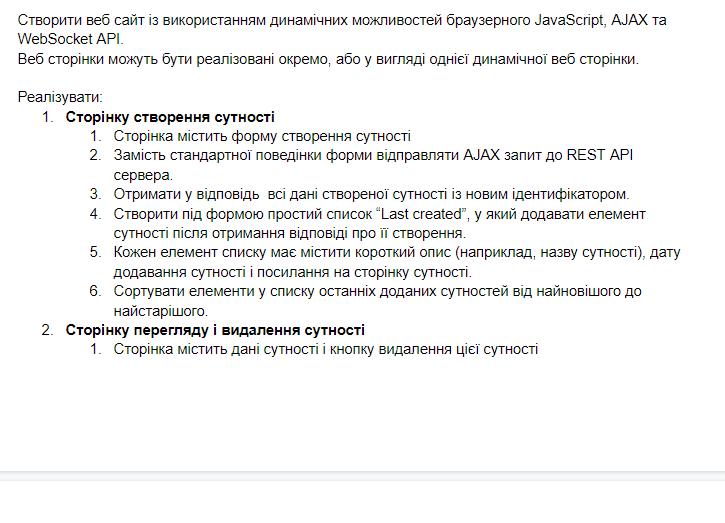 Створити веб сайт із використанням динамічних можливостей браузерного JavaScript, AJAX та
WebSocket API.
Веб сторінки можуть бути реалізовані окремо, або у вигляді однієї динамічної веб сторінки.
Реалізувати:
1. Сторінку створення сутності
1. Сторінка містить форму створення сутності
2. Замість стандартної поведінки форми відправляти AJAX запит до REST API
сервера.
3. Отримати у відповідь всі дані створеної сутності із новим ідентифікатором.
4. Створити під формою простий список “Last created”, у який додавати елемент
сутності після отримання відповіді про її створення.
5. Кожен елемент списку має містити короткий опис (наприклад, назву сутності), дату
додавання сутності і посилання на сторінку сутності.
6. Сортувати елементи у списку останніх доданих сутностей від найновішого до
найстарішого.
2. Сторінку перегляду і видалення сутності
1. Сторінка містить дані сутності і кнопку видалення цієї сутності